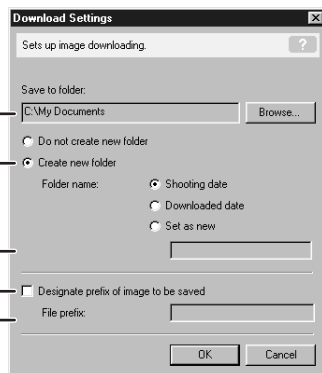 Download Settings
Sets up image downloading.
?
Save to folder:
C:\My Documents
Browse...
Do not create new folder
Create new folder
Folder name:
Shooting date
Downloaded date
Set as new
Designate prefix of image to be saved
File prefix:
OK
Cancel